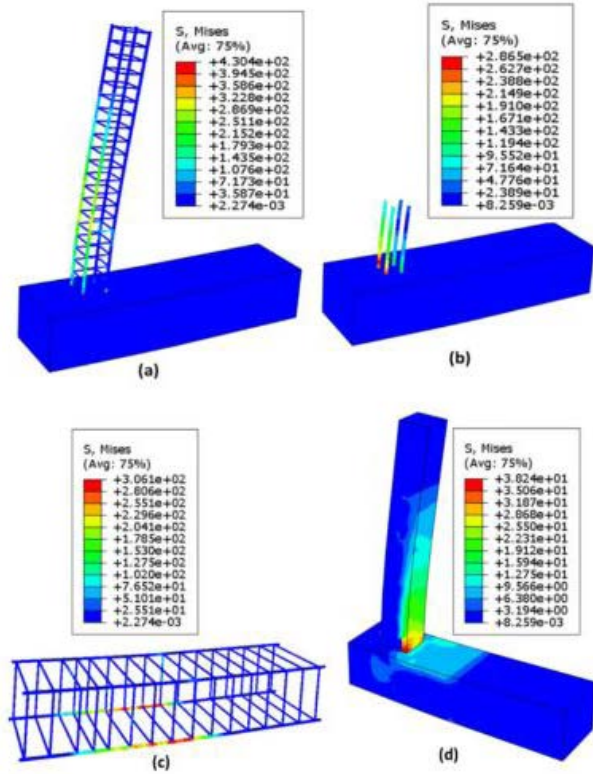 S, Mises
(Avg: 75%)
+4.304e+02
+3.945e+02
+3.586e+02
+3.228e+02
+2.869e+02
+2.511e+02
+2.152e+02
+1.793e+02
+1.435e+02
+1.076e+02
+7.173e+01
+3.587e+01
+2.274e-03
(a)
S, Mises
(Avg: 75%)
+2.865e+02
+2.627e+02
+2.388e+02
+2.149e+02
+1.910e+02
+1.671e+02
+1.433e+02
+1.194e+02
+9.552e+01
+7.164e+01
+4.776e+01
+2.389e+01
+8.259e-03
(b)
S, Mises
(Avg: 75%)
+3.061e+02
+2.806e+02
+2.551e+02
+2.296e+02
+2.041e+02
+1.785e+02
+1.530e+02
+1.275e+02
+1.020e+02
+7.652e+01
+5.101e+01
+2.551e+01
+2.274e-03
(c)
S, Mises
(Avg: 75%)
+3.824e+01
+3.506e+01
+3.187e+01
+2.868e+01
+2.550e+01
+2.231e+01
+1.912e+01
+1.594e+01
+1.275e+01
+9.566e+00
+6.380e+00
+3.194e+00
+8.259e-03
(d)